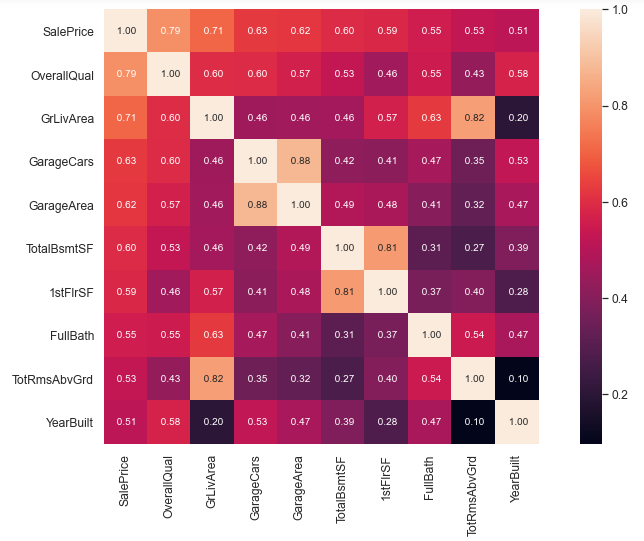 SalePrice 1.00 0.79 0.71 0.63 0.62 0.60 0.59 0.55 0.53 0.51
OverallQual 0.79 1.00 0.60 0.60 0.57 0.53 0.46 0.55 0.43 0.58
GrLivArea 0.71 0.60 1.00 0.46 0.46 0.46 0.57 0.63 0.82 0.20
GarageCars 0.63 0.60 0.46 1.00 0.88 0.42 0.41 0.47 0.35 0.53
GarageArea 0.62 0.57 0.46 0.88 1.00 0.49 0.48 0.41 0.32 0.47
TotalBsmtSF 0.60 0.53 0.46 0.42 0.49 1.00 0.81 0.31 0.27 0.39
1stFlrSF 0.59 0.46 0.57 0.41 0.48 0.81 1.00 0.37 0.40 0.28
FullBath 0.55 0.55 0.63 0.47 0.41 0.31 0.37 1.00 0.54 0.47
TotRmsAbvGrd 0.53 0.43 0.82 0.35 0.32 0.27 0.40 0.54 1.00 0.10
YearBuilt 0.51 0.58 0.20 0.53 0.47 0.39 0.28 0.47 0.10 1.00
SalePrice
OverallQual
GrLivArea
GarageCars
GarageArea
TotalBsmtSF
1stFlrSF
FullBath
TotRmsAbvGrd
YearBuilt
1.0
0.8
0.6
0.4
0.2